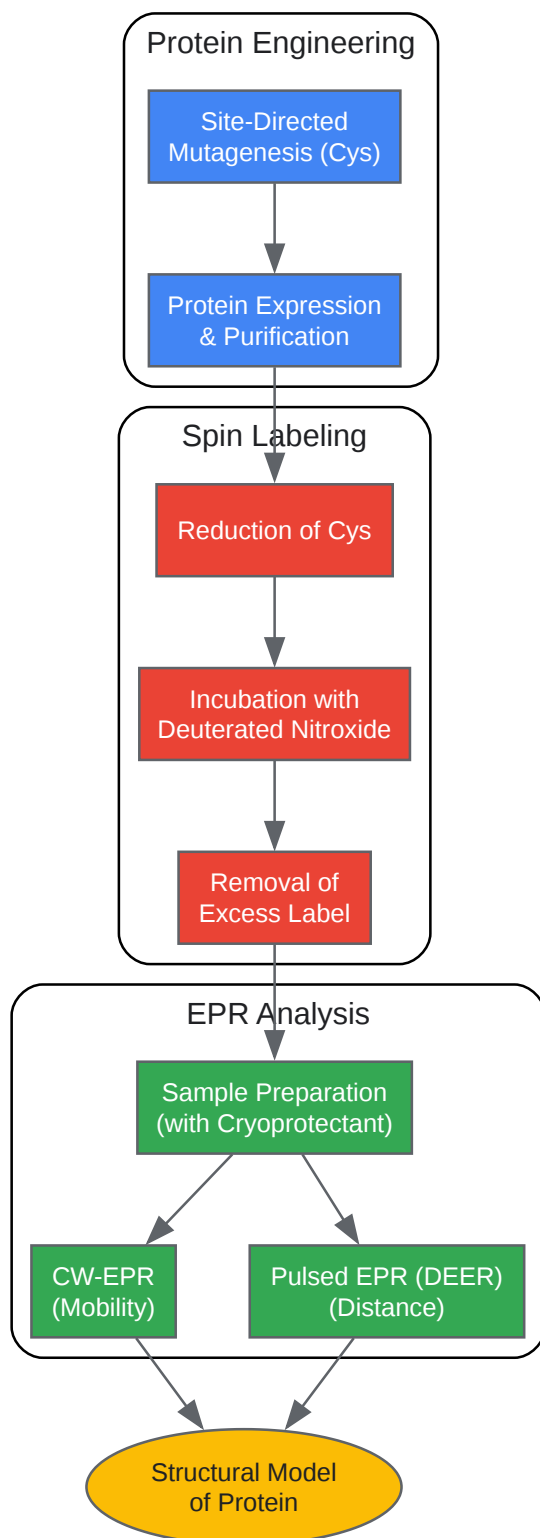 Protein Engineering
Site-Directed
Mutagenesis (Cys)
Protein Expression
& Purification
Spin Labeling
Reduction of Cys
Incubation with
Deuterated Nitroxide
Removal of
Excess Label
EPR Analysis
Sample Preparation
(with Cryoprotectant)
CW-EPR
(Mobility)
Pulsed EPR (DEER)
(Distance)
Structural Model
of Protein